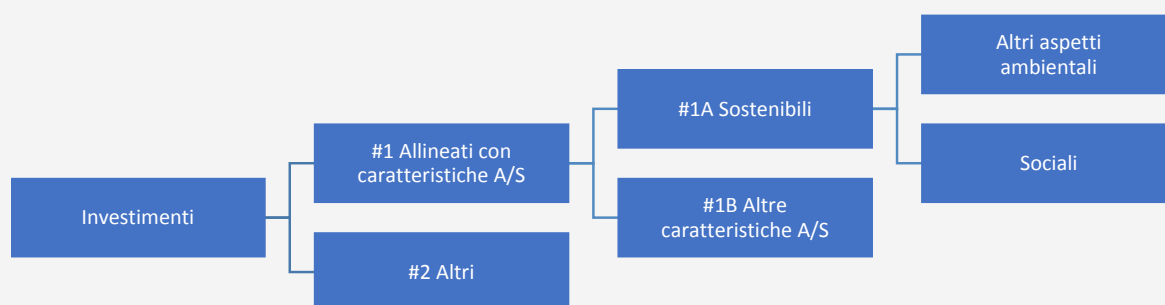 Investimenti
#1 Allineati con
caratteristiche A/S
#2 Altri
#1A Sostenibili
#1B Altre
caratteristiche A/S
Altri aspetti
ambientali
Sociali